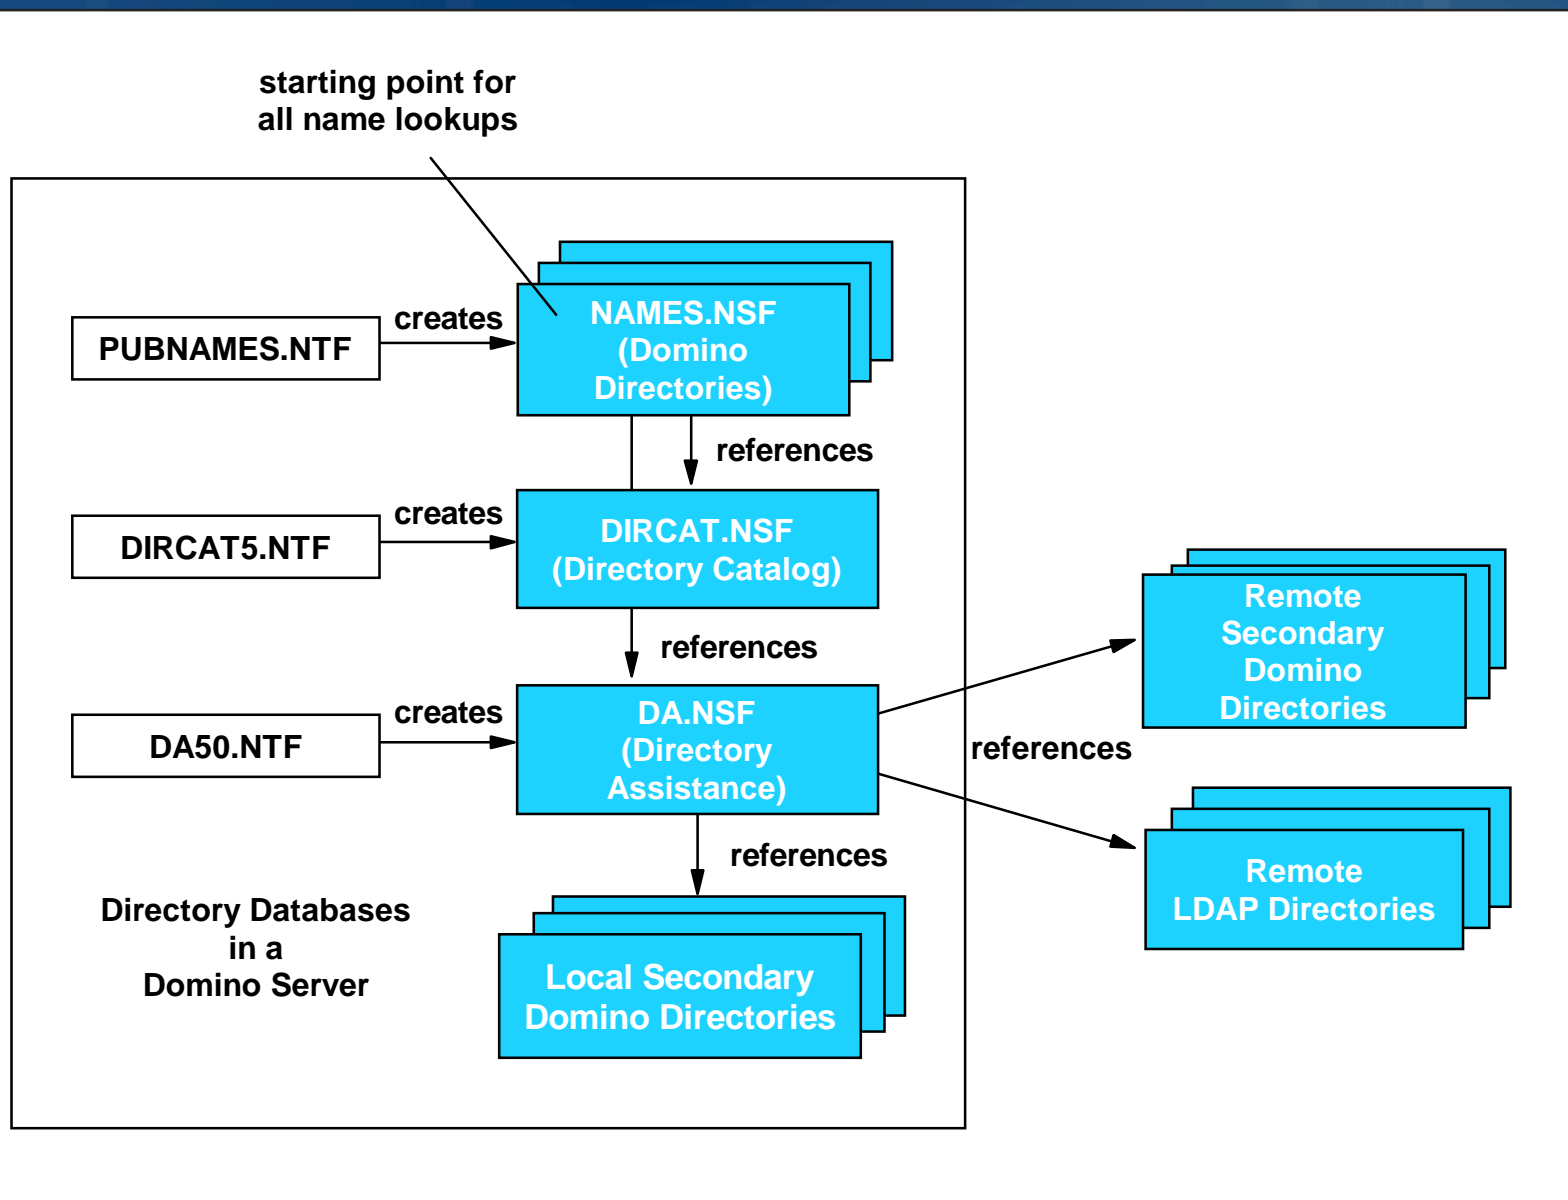 starting point for
all name lookups
PUBNAMES.NTF
creates
NAMES.NSF
(Domino
Directories)
references
DIRCAT5.NTF
creates
DIRCAT.NSF
(Directory Catalog)
references
DA50.NTF
creates
DA.NSF
(Directory
Assistance)
references
Remote
Secondary
Domino
Directories
references
Remote
LDAP Directories
Directory Databases
in a
Domino Server
Local Secondary
Domino Directories